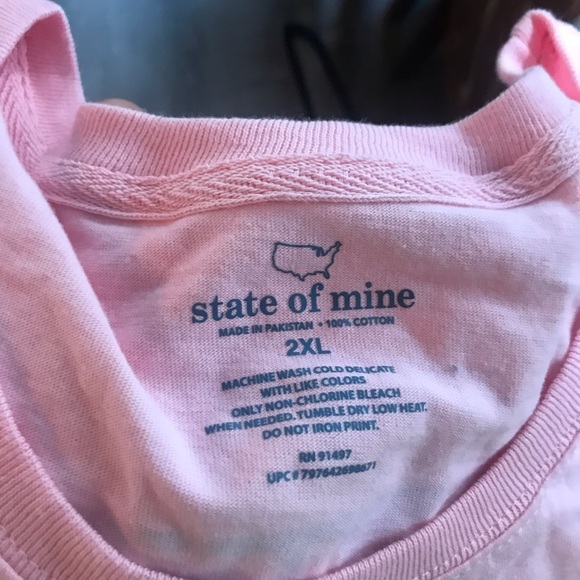 state of mine
MADE IN PAKISTAN • 100% COTTON
2XL
MACHINE WASH COLD DELICATE
WITH LIKE COLORS
ONLY NON-CHLORINE BLEACH
WHEN NEEDED. TUMBLE DRY LOW HEAT.
DO NOT IRON PRINT.
RN 91497
UPC#